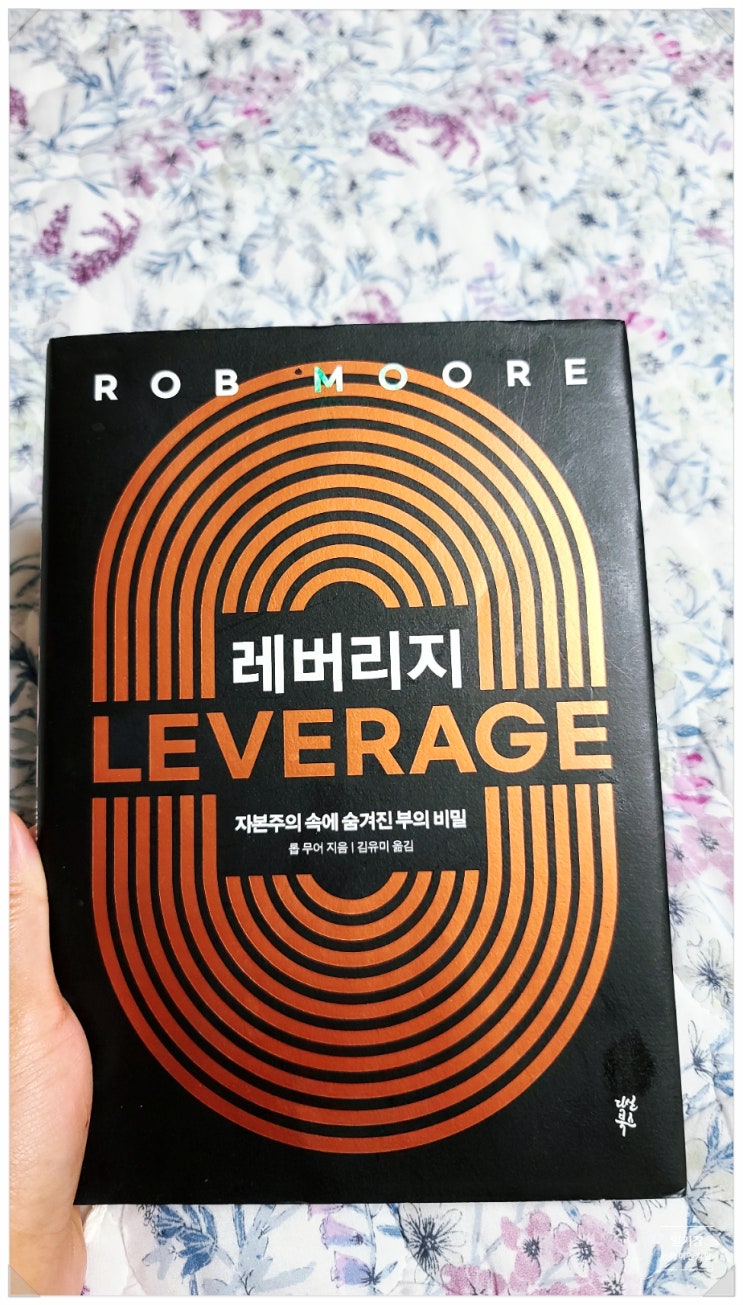 ROB MOORE
레버리지
LEVERAGE
자본주의 속에 숨겨진 부의 비밀
롭 무어 지음 | 김유미 옮김
다산
북스